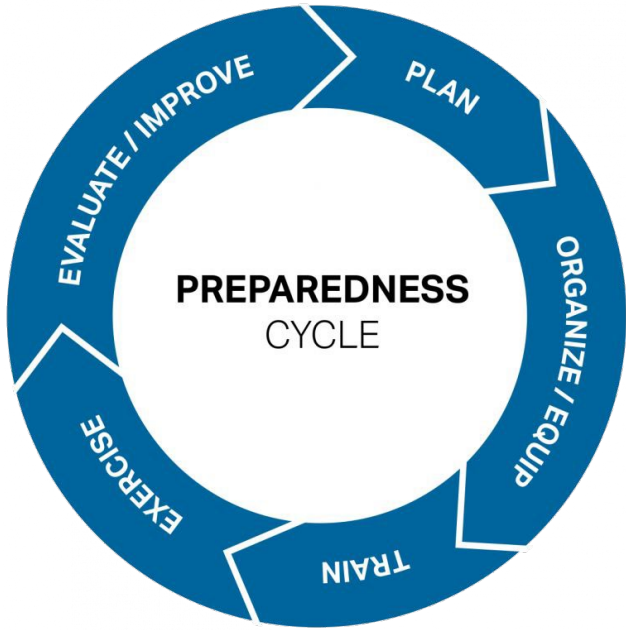 PREPAREDNESS
CYCLE
PLAN
ORGANIZE / EQUIP
TRAIN
EXERCISE
EVALUATE / IMPROVE